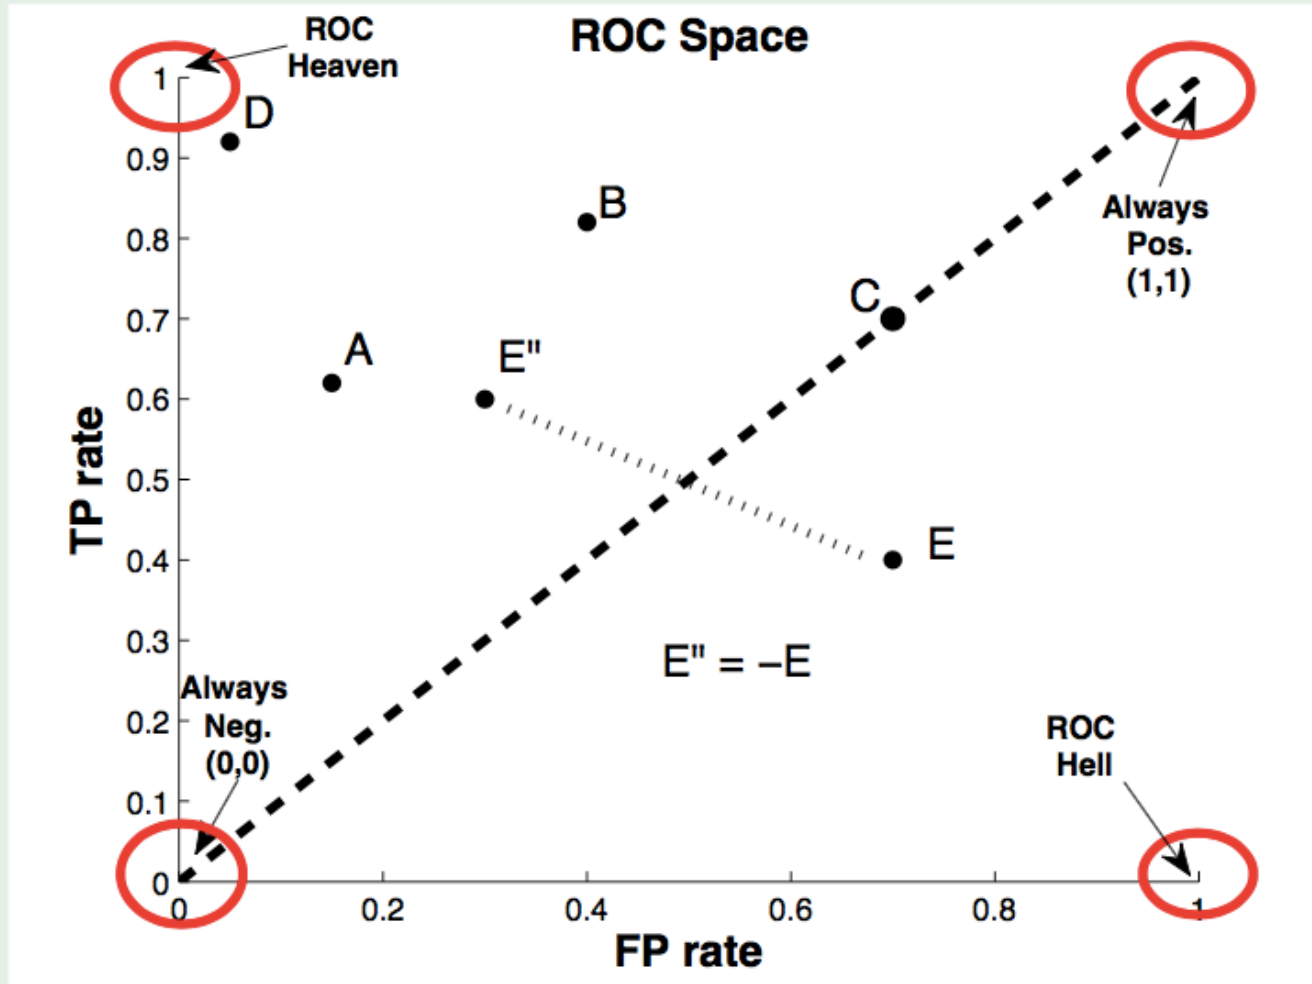 ROC Space
ROC
Heaven
1
D
0.9
B
0.8
Always
Pos.
(1,1)
C
0.7
A
E"
0.6
TP rate
0.5
E
0.4
0.3
E" = –E
Always
Neg.
(0,0)
0.2
ROC
Hell
0.1
0
0 0.2 0.4 0.6 0.8 1
FP rate